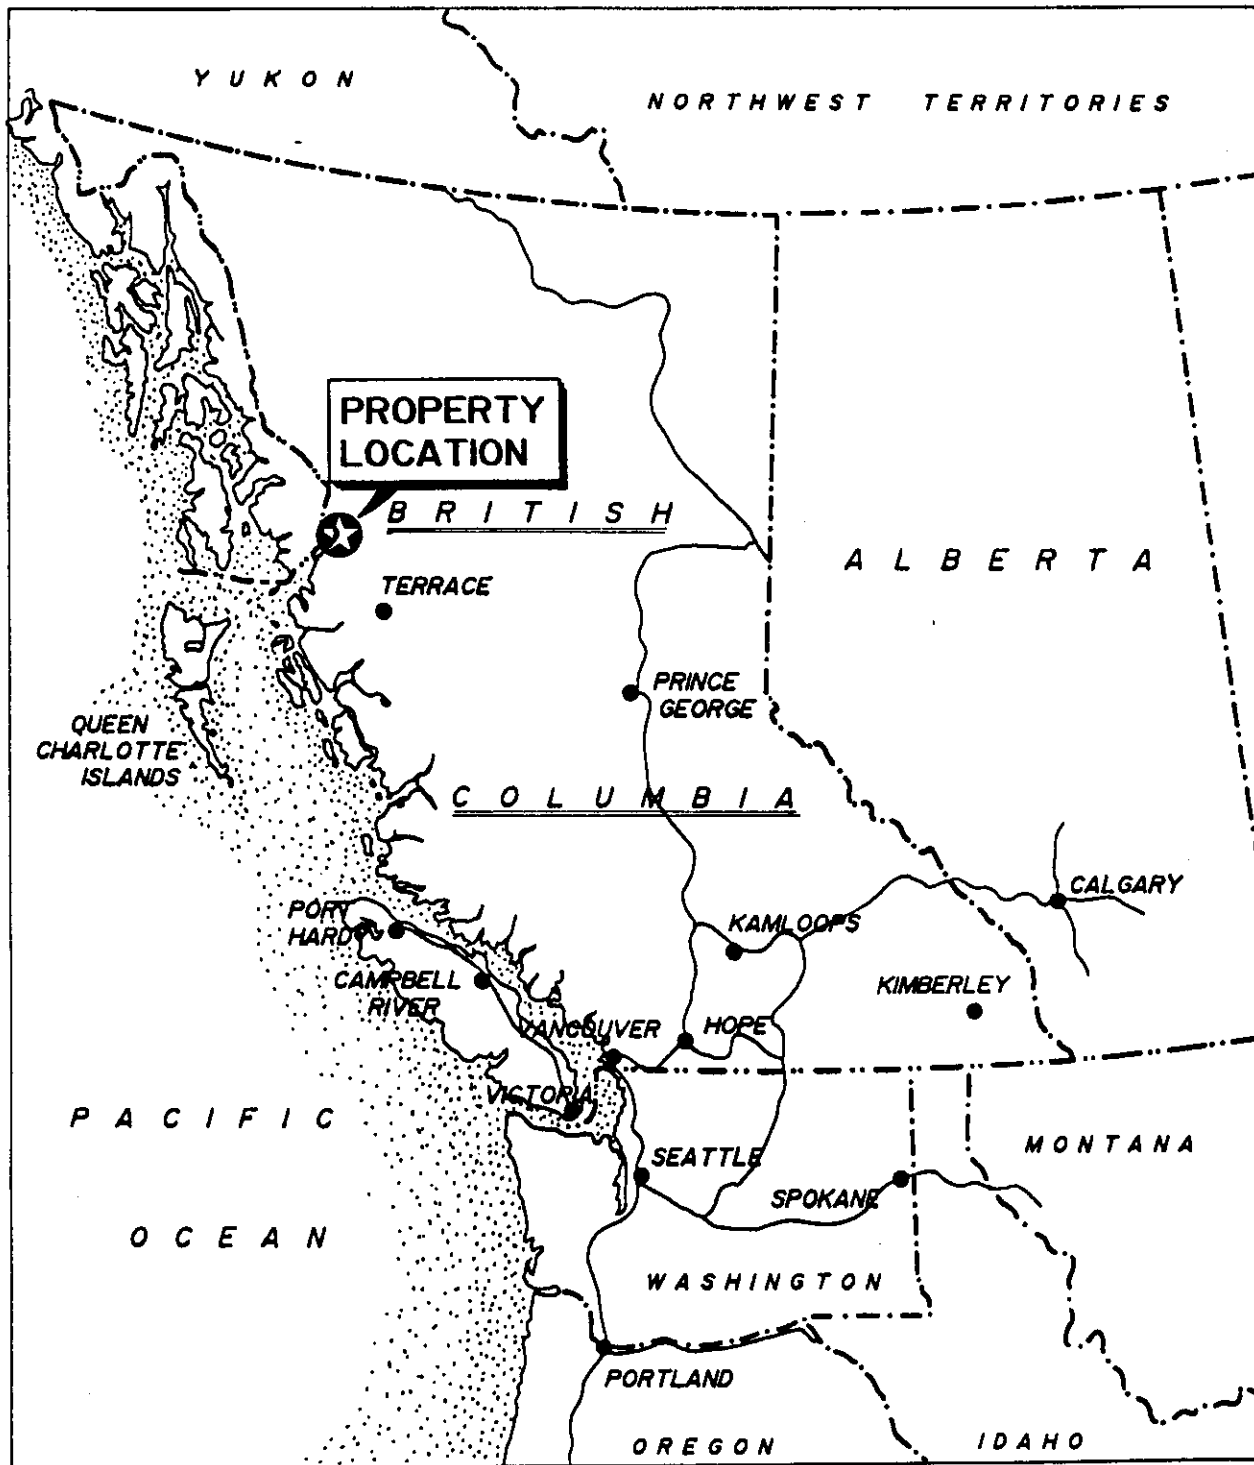 YUKON
NORTHWEST TERRITORIES
PROPERTY
LOCATION
BRITISH
ALBERTA
TERRACE
PRINCE
GEORGE
QUEEN
CHARLOTTE
ISLANDS
COLUMBIA
CALGARY
PORT
HARD
KAMLOOPS
CAMPBELL
RIVER
KIMBERLEY
VANCOUVER
HOPE
VICTORIA
PACIFIC
OCEAN
SEATTLE
MONTANA
SPOKANE
WASHINGTON
PORTLAND
OREGON
IDAHO